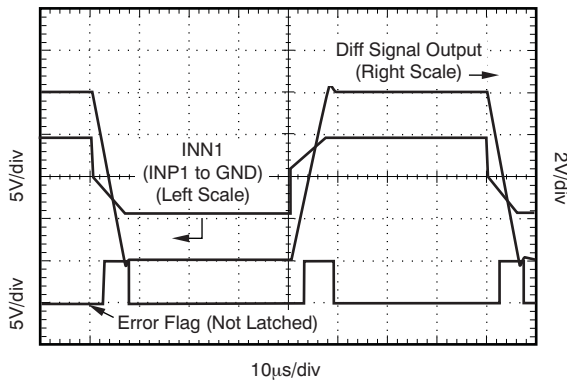 Diff Signal Output
(Right Scale)
INN1
(INP1 to GND)
(Left Scale)
5V/div
2V/div
5V/div
Error Flag (Not Latched)
10μs/div